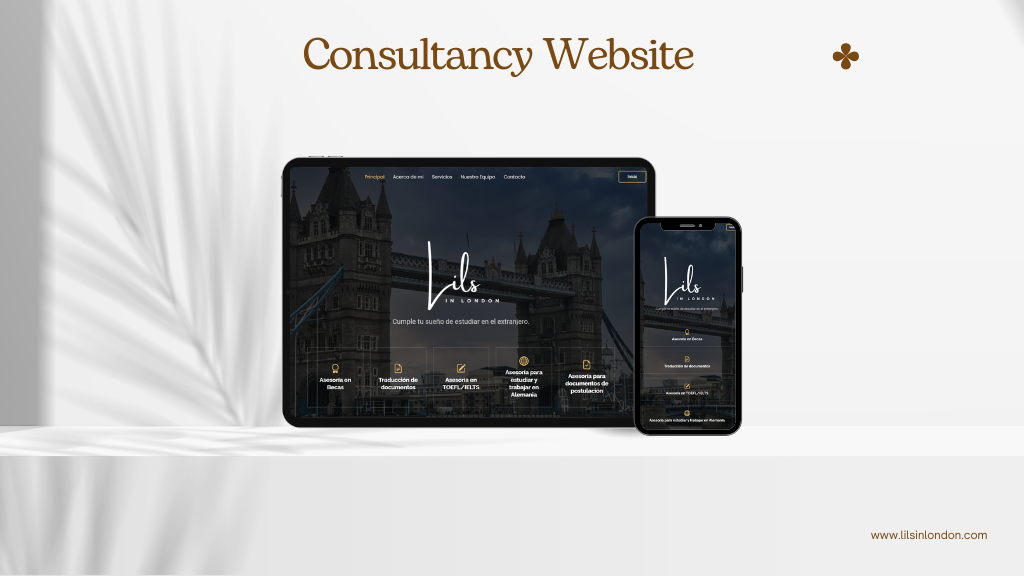 Consultancy Website
Principal Acerca de mi Servicios Nuestro Equipo Contacto
Lils
IN LONDON
Cumple tu sueño de estudiar en el extranjero.
Asesoría en
Becas
Traducción de
documentos
Asesoría en
TOEFL/IELTS
Asesoría para
estudiar y
trabajar en
Alemania
Asesoría para
documentos de
postulación
Lils
IN LONDON
Cumple tu sueño de estudiar en el extranjero.
Asesoría en Becas
Traducción de documentos
Asesoría en TOEFL/IELTS
Asesoría para estudiar y trabajar en Alemania
www.lilsinlondon.com